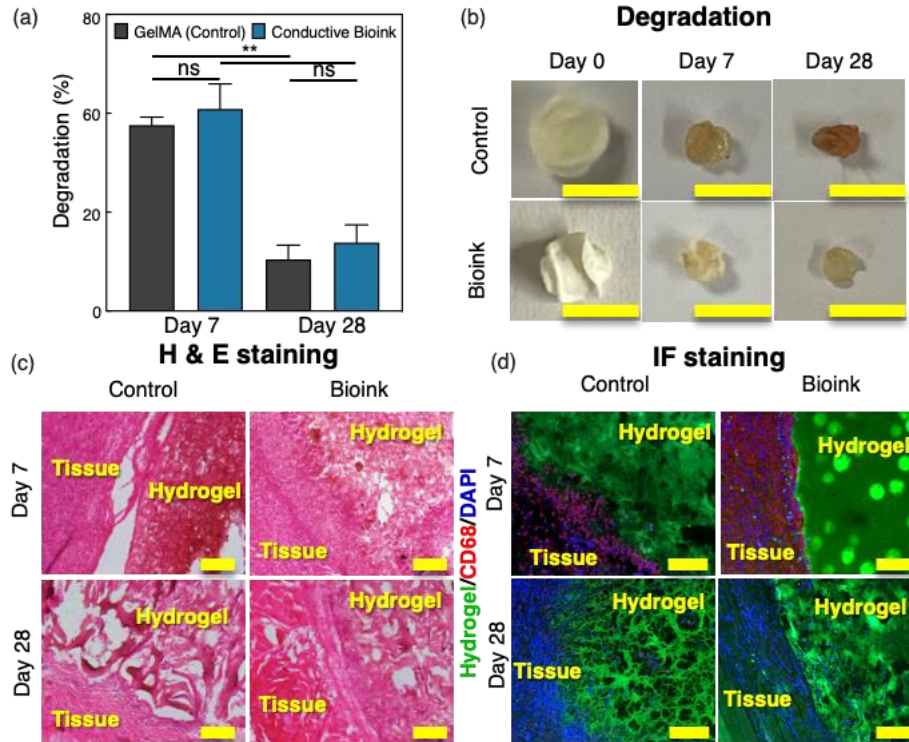 (a)
80
60
20
0
Degradation (%)
GelMA (Control)
Conductive Bioink
**
ns
ns
Day 7
Day 28
(b)
Degradation
Day 0
Day 7
Day 28
Control
Bioink
(c)
H & E staining
Control
Bioink
Day 7
Tissue
Hydrogel
Hydrogel
Tissue
Day 28
Hydrogel
Tissue
Hydrogel
Tissue
(d)
IF staining
Control
Bioink
Hydrogel/CD68/DAPI
Day 7
Hydrogel
Tissue
Hydrogel
Tissue
Day 28
Hydrogel
Tissue
Hydrogel
Tissue